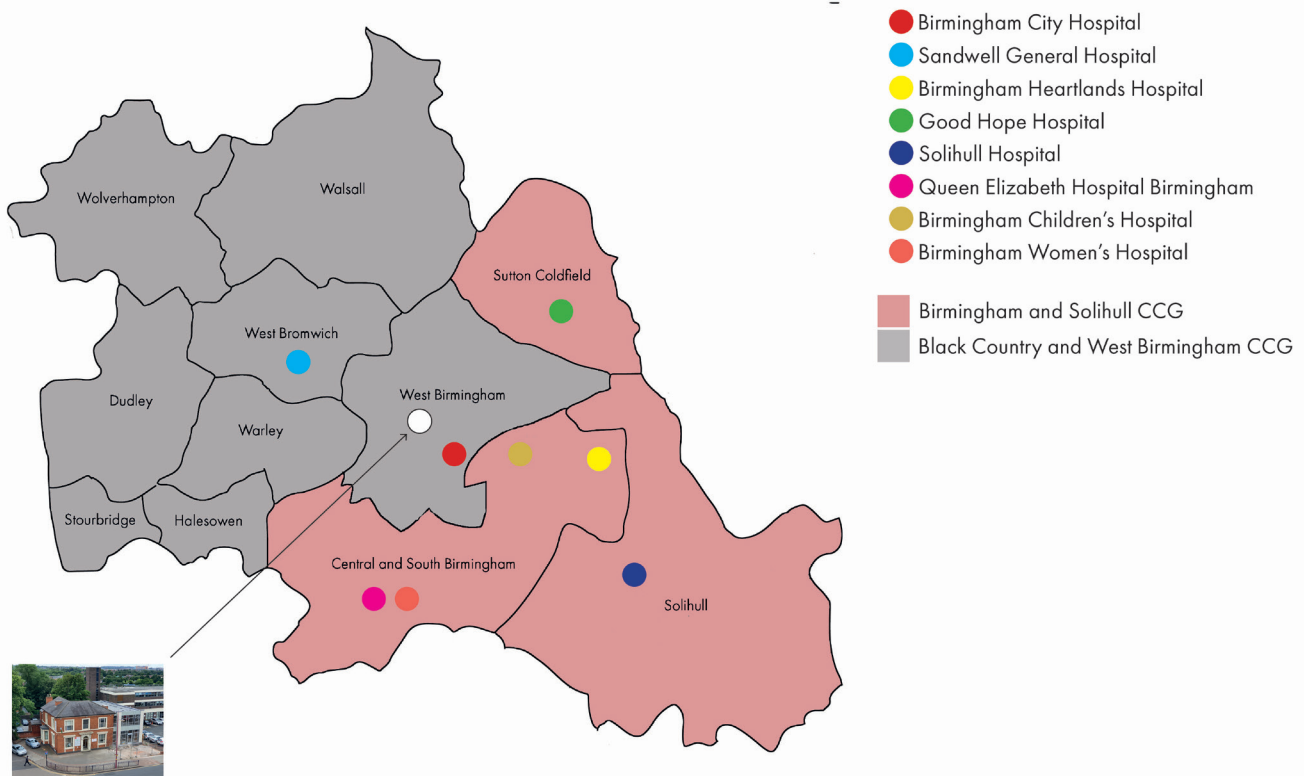 Birmingham City Hospital
Sandwell General Hospital
Birmingham Heartlands Hospital
Good Hope Hospital
Solihull Hospital
Queen Elizabeth Hospital Birmingham
Birmingham Children's Hospital
Birmingham Women's Hospital
Birmingham and Solihull CCG
Black Country and West Birmingham CCG
Wolverhampton
Walsall
Sutton Coldfield
West Bromwich
West Birmingham
Dudley
Warley
Stourbridge
Halesowen
Central and South Birmingham
Solihull